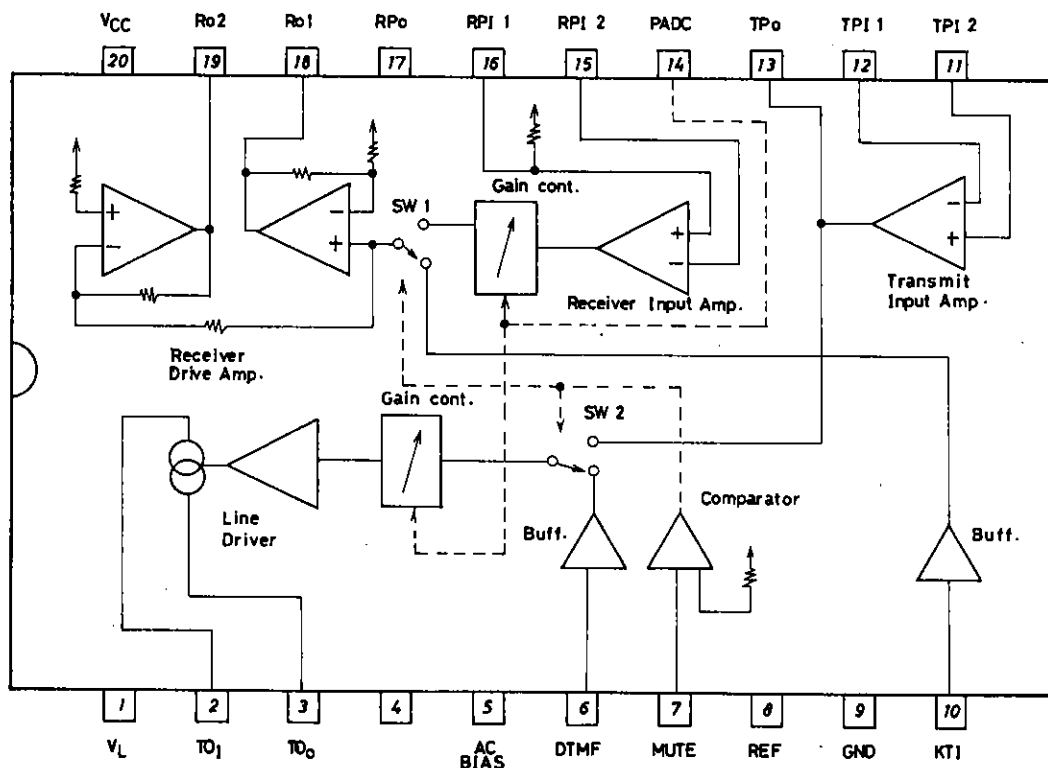 VCC Ro2 Ro1 RPo RPI 1 RPI 2 PADC TPo TPI 1 TPI 2
20 19 18 17 16 15 14 13 12 11
Gain cont.
SW 1
+ − − + + − − +
Receiver Input Amp.
Transmit
Input Amp.
Receiver
Drive Amp.
Gain cont.
SW 2
Line
Driver
Buff.
Comparator
Buff.
1 2 3 4 5 6 7 8 9 10
VL TOI TOo AC BIAS DTMF MUTE REF GND KTI